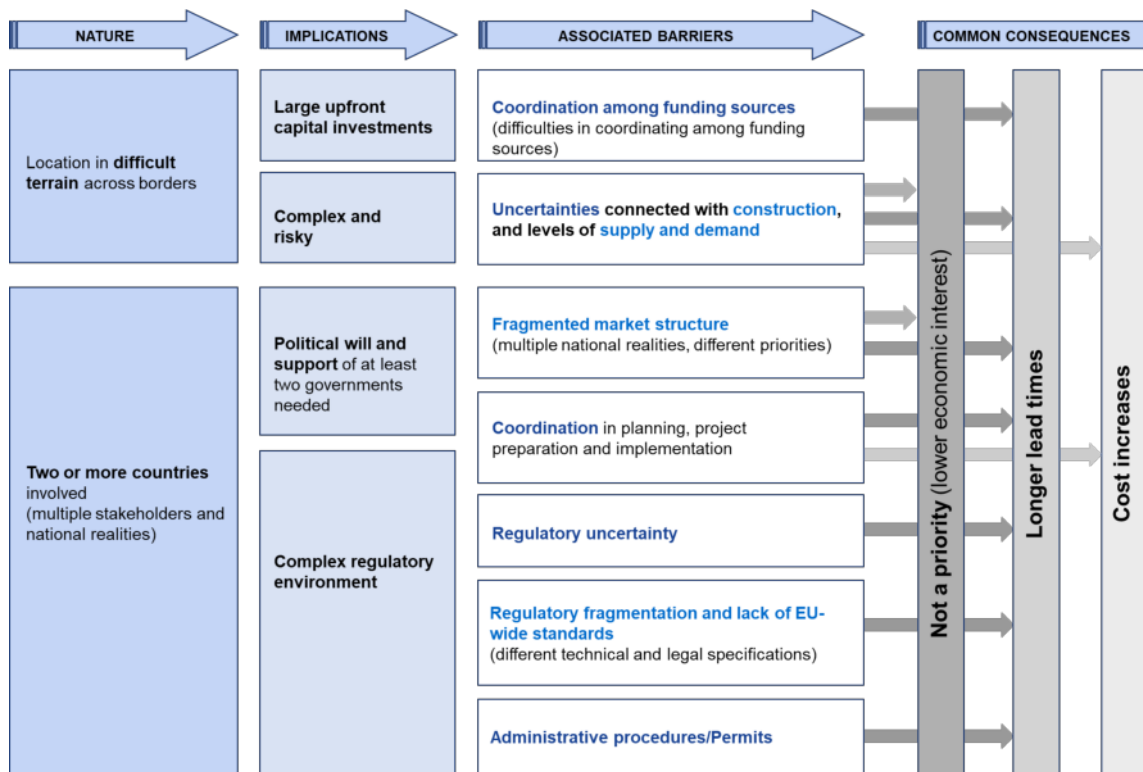 NATURE
IMPLICATIONS
ASSOCIATED BARRIERS
COMMON CONSEQUENCES
Location in difficult
terrain across borders
Large upfront
capital investments
Coordination among funding sources
(difficulties in coordinating among funding
sources)
Complex and
risky
Uncertainties connected with construction,
and levels of supply and demand
Two or more countries
involved
(multiple stakeholders and
national realities)
Political will and
support of at least
two governments
needed
Fragmented market structure
(multiple national realities, different priorities)
Coordination in planning, project
preparation and implementation
Complex regulatory
environment
Regulatory uncertainty
Regulatory fragmentation and lack of EU-
wide standards
(different technical and legal specifications)
Administrative procedures/Permits
Not a priority (lower economic interest)
Longer lead times
Cost increases